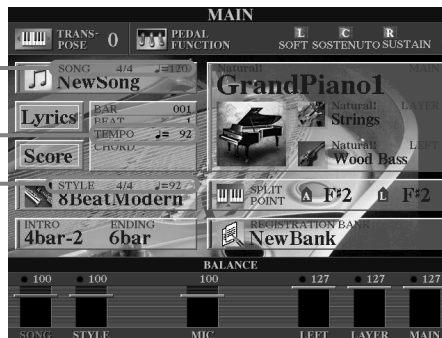 MAIN
TRANS-
POSE 0
PEDAL
FUNCTION
L C R
SOFT SOSTENUTO SUSTAIN
SONG 4/4 ♩=120
NewSong
Lyrics
Score
BAR 001
BEAT 1
TEMPO ♩= 92
CHORD
STYLE 4/4 ♩=92
8BeatModern
INTRO ENDING
4bar-2 6bar
Natural! MAIN
GrandPiano1
Natural! LAYER
Strings
Natural! LEFT
Wood Bass
SPLIT
POINT A F♯2 L F♯2
REGISTRATION BANK
NewBank
BALANCE
100 100 100 127 127 127
SONG STYLE MIC LEFT LAYER MAIN